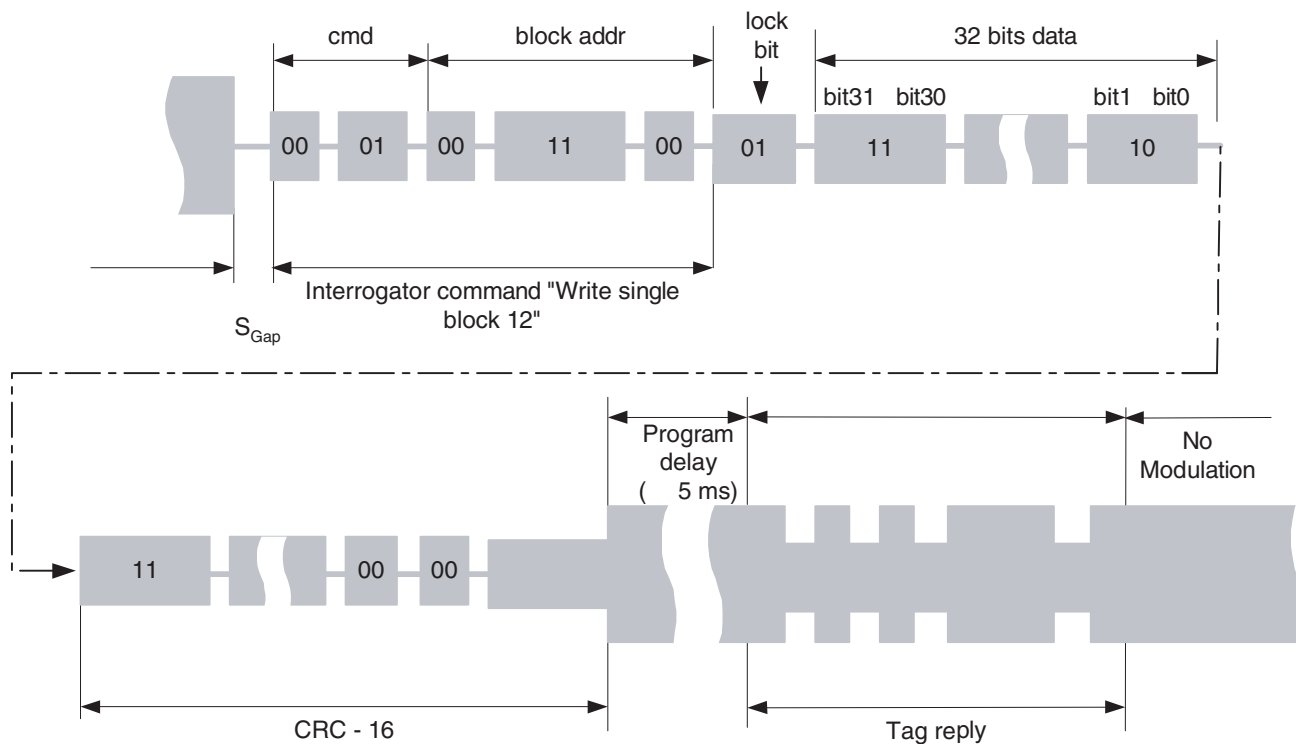 cmd
block addr
lock
bit
32 bits data
bit31 bit30
bit1 bit0
00 01 00 11 00 01 11 10
Interrogator command "Write single
block 12"
SGap
Program
delay
( 5 ms)
No
Modulation
11 00 00
CRC - 16
Tag reply